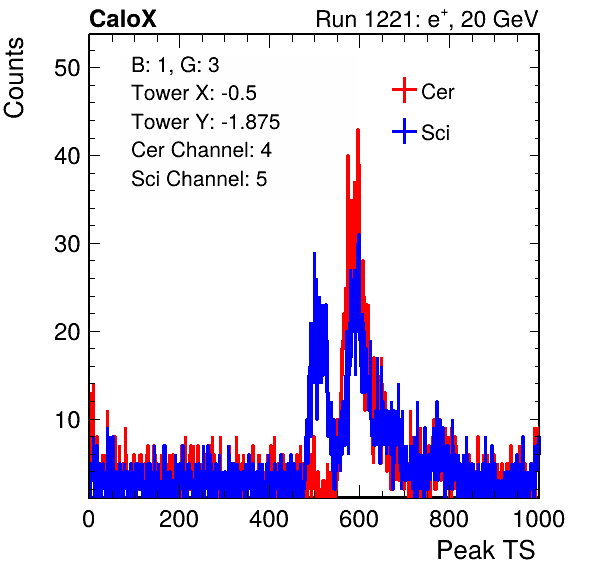 CaloX
Run 1221: e+, 20 GeV
Counts
B: 1, G: 3
Tower X: -0.5
Tower Y: -1.875
Cer Channel: 4
Sci Channel: 5
Cer
Sci
50
40
30
20
10
0
200
400
600
800
1000
Peak TS